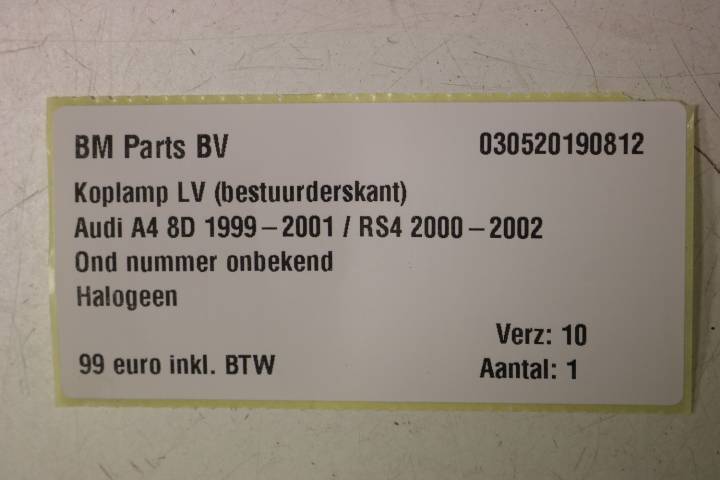 BM Parts BV 030520190812
Koplamp LV (bestuurderskant)
Audi A4 8D 1999-2001 / RS4 2000-2002
Ond nummer onbekend
Halogeen
Verz: 10
99 euro inkl. BTW Aantal: 1